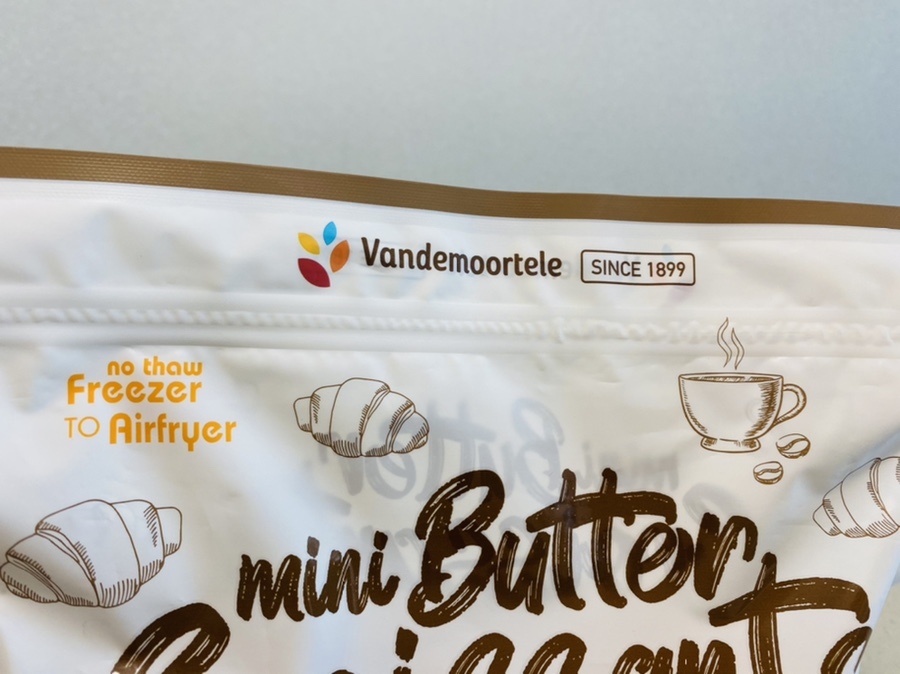 Vandemoortele SINCE 1899
no thaw
Freezer
TO Airfryer
mini Butter